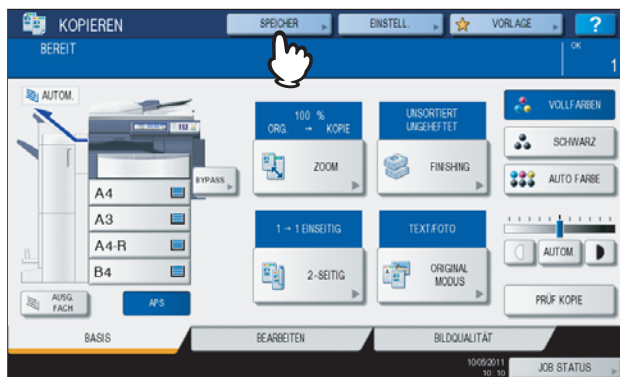 KOPIEREN
SPEICHER
EINSTELL.
VORLAGE
?
BEREIT
OK
1
AUTOM.
100 %
ORG. → KOPIE
ZOOM
UNSORTIERT
UNGEHEFTET
FINISHING
VOLLFARBEN
SCHWARZ
AUTO FARBE
BYPASS
A4
A3
A4-R
B4
1 → 1 EINSEITIG
2-SEITIG
TEXT/FOTO
ORIGINAL
MODUS
AUTOM.
PRÜF KOPIE
AUSG.
FACH
APS
BASIS
BEARBEITEN
BILDQUALITÄT
10/05/2011
10: 10
JOB STATUS